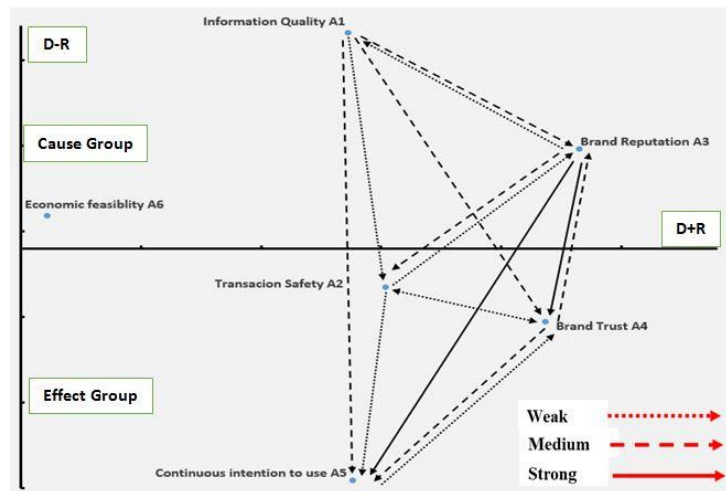 Information Quality A1
D-R
Cause Group
Brand Reputation A3
Economic feasiblity A6
D+R
Transacion Safety A2
Brand Trust A4
Effect Group
Weak
Medium
Strong
Continuous intention to use A5